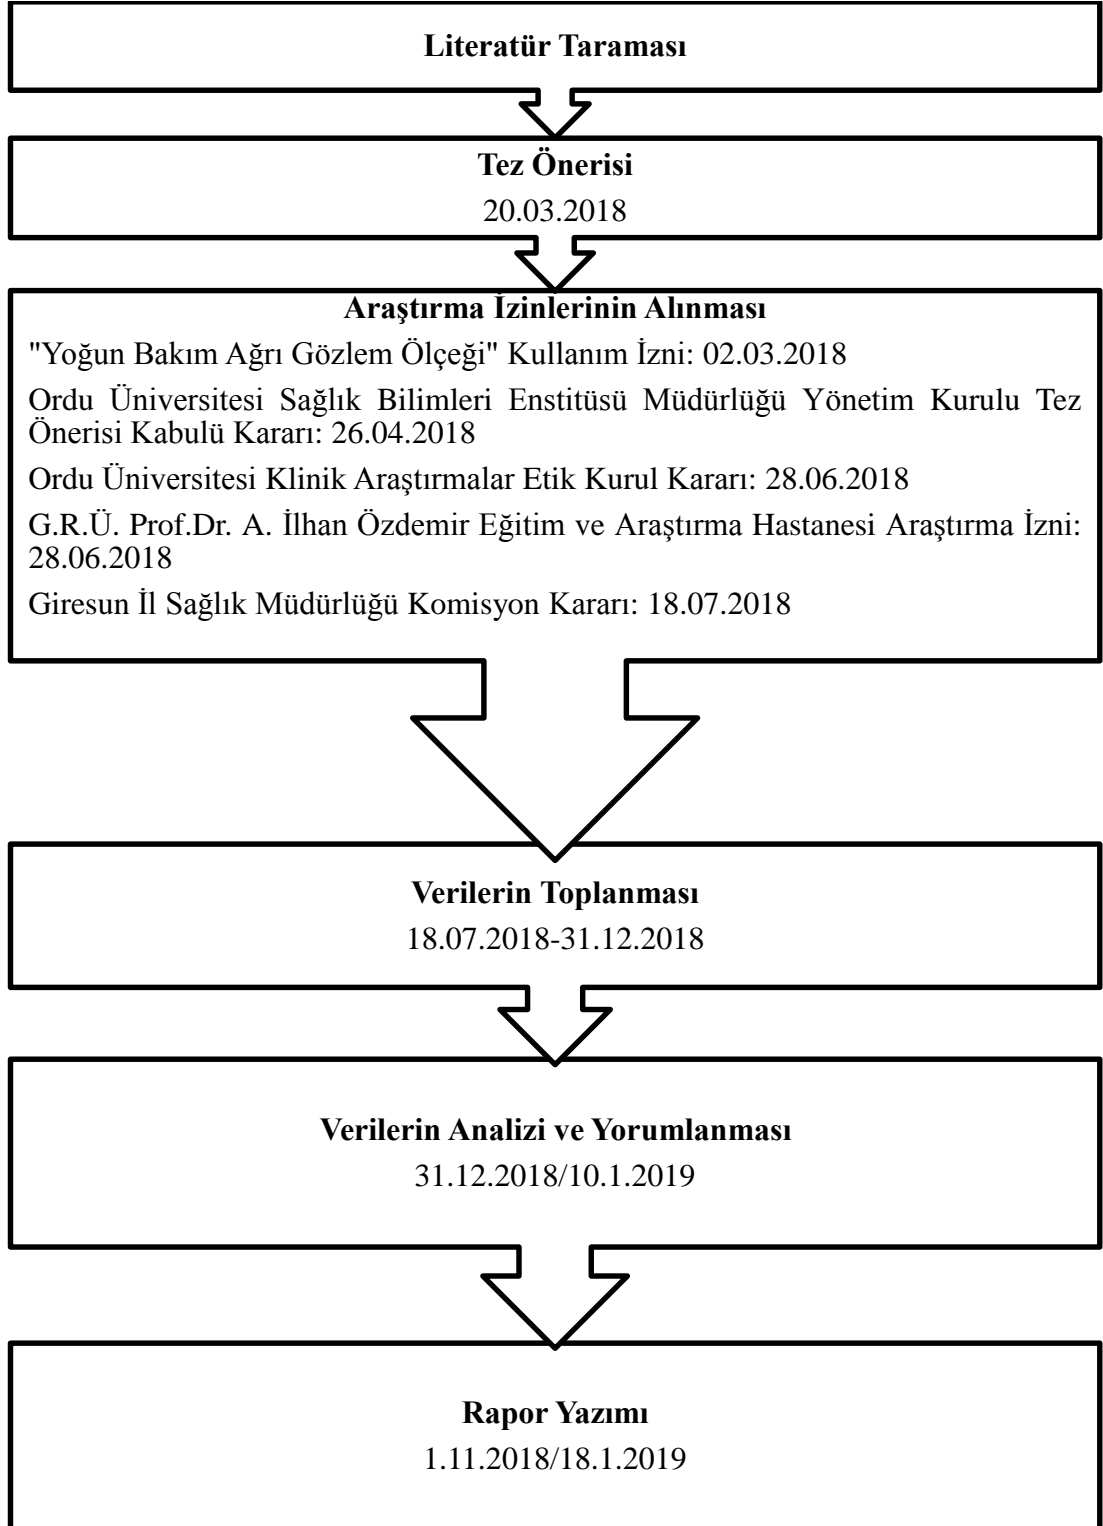 Literatür Taraması
Tez Önerisi
20.03.2018
Araştırma İzinlerinin Alınması
"Yoğun Bakım Ağrı Gözlem Ölçeği" Kullanım İzni: 02.03.2018
Ordu Üniversitesi Sağlık Bilimleri Enstitüsü Müdürlüğü Yönetim Kurulu Tez
Önerisi Kabulü Kararı: 26.04.2018
Ordu Üniversitesi Klinik Araştırmalar Etik Kurul Kararı: 28.06.2018
G.R.Ü. Prof.Dr. A. İlhan Özdemir Eğitim ve Araştırma Hastanesi Araştırma İzni:
28.06.2018
Giresun İl Sağlık Müdürlüğü Komisyon Kararı: 18.07.2018
Verilerin Toplanması
18.07.2018-31.12.2018
Verilerin Analizi ve Yorumlanması
31.12.2018/10.1.2019
Rapor Yazımı
1.11.2018/18.1.2019